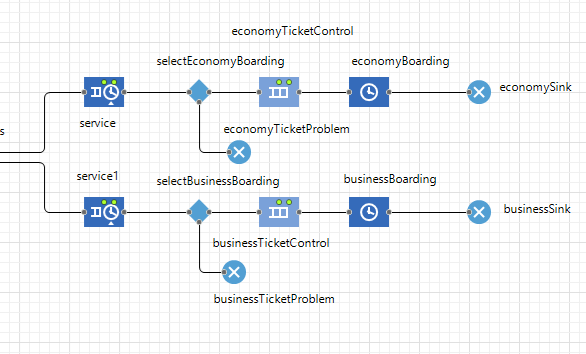 economyTicketControl
selectEconomyBoarding
economyBoarding
economySink
service
economyTicketProblem
s
service1
selectBusinessBoarding
businessBoarding
businessSink
businessTicketControl
businessTicketProblem